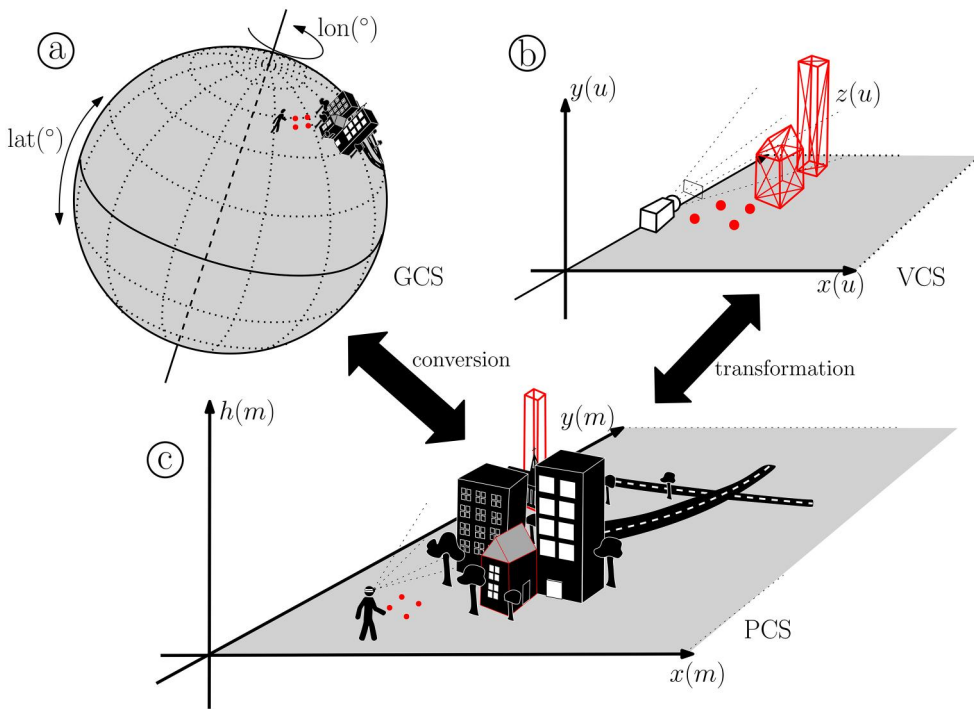 a
lon(°)
lat(°)
GCS
b
y(u)
z(u)
x(u)
VCS
conversion
transformation
c
h(m)
y(m)
PCS
x(m)